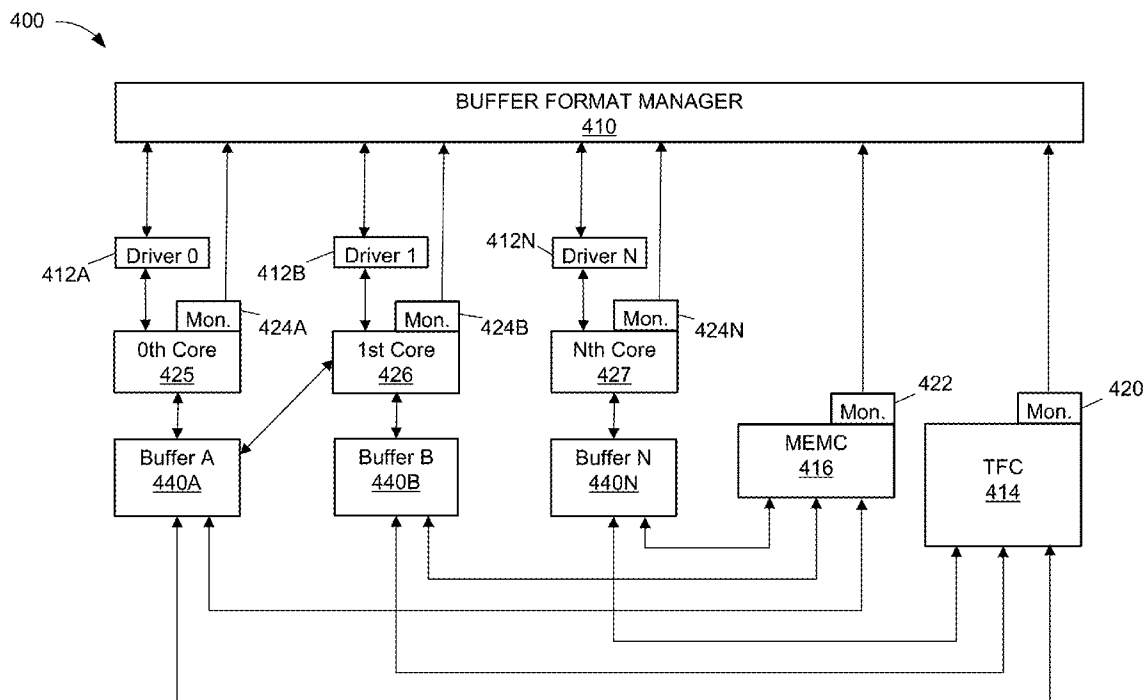 400
BUFFER FORMAT MANAGER
410
412A
Driver 0
412B
Driver 1
412N
Driver N
Mon.
424A
Mon.
424B
Mon.
424N
0th Core
425
1st Core
426
Nth Core
427
Mon.
422
Mon.
420
Buffer A
440A
Buffer B
440B
Buffer N
440N
MEMC
416
TFC
414